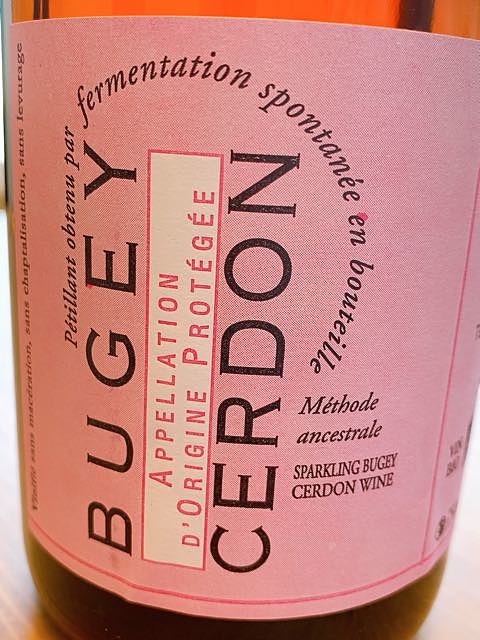 sans macération, sans chaptalisation, sans levurage
Pétillant obtenu par fermentation spontanée en bouteille
BUGEY
APPELLATION
D'ORIGINE PROTÉGÉE
CERDON
Méthode
ancestrale
SPARKLING BUGEY
CERDON WINE